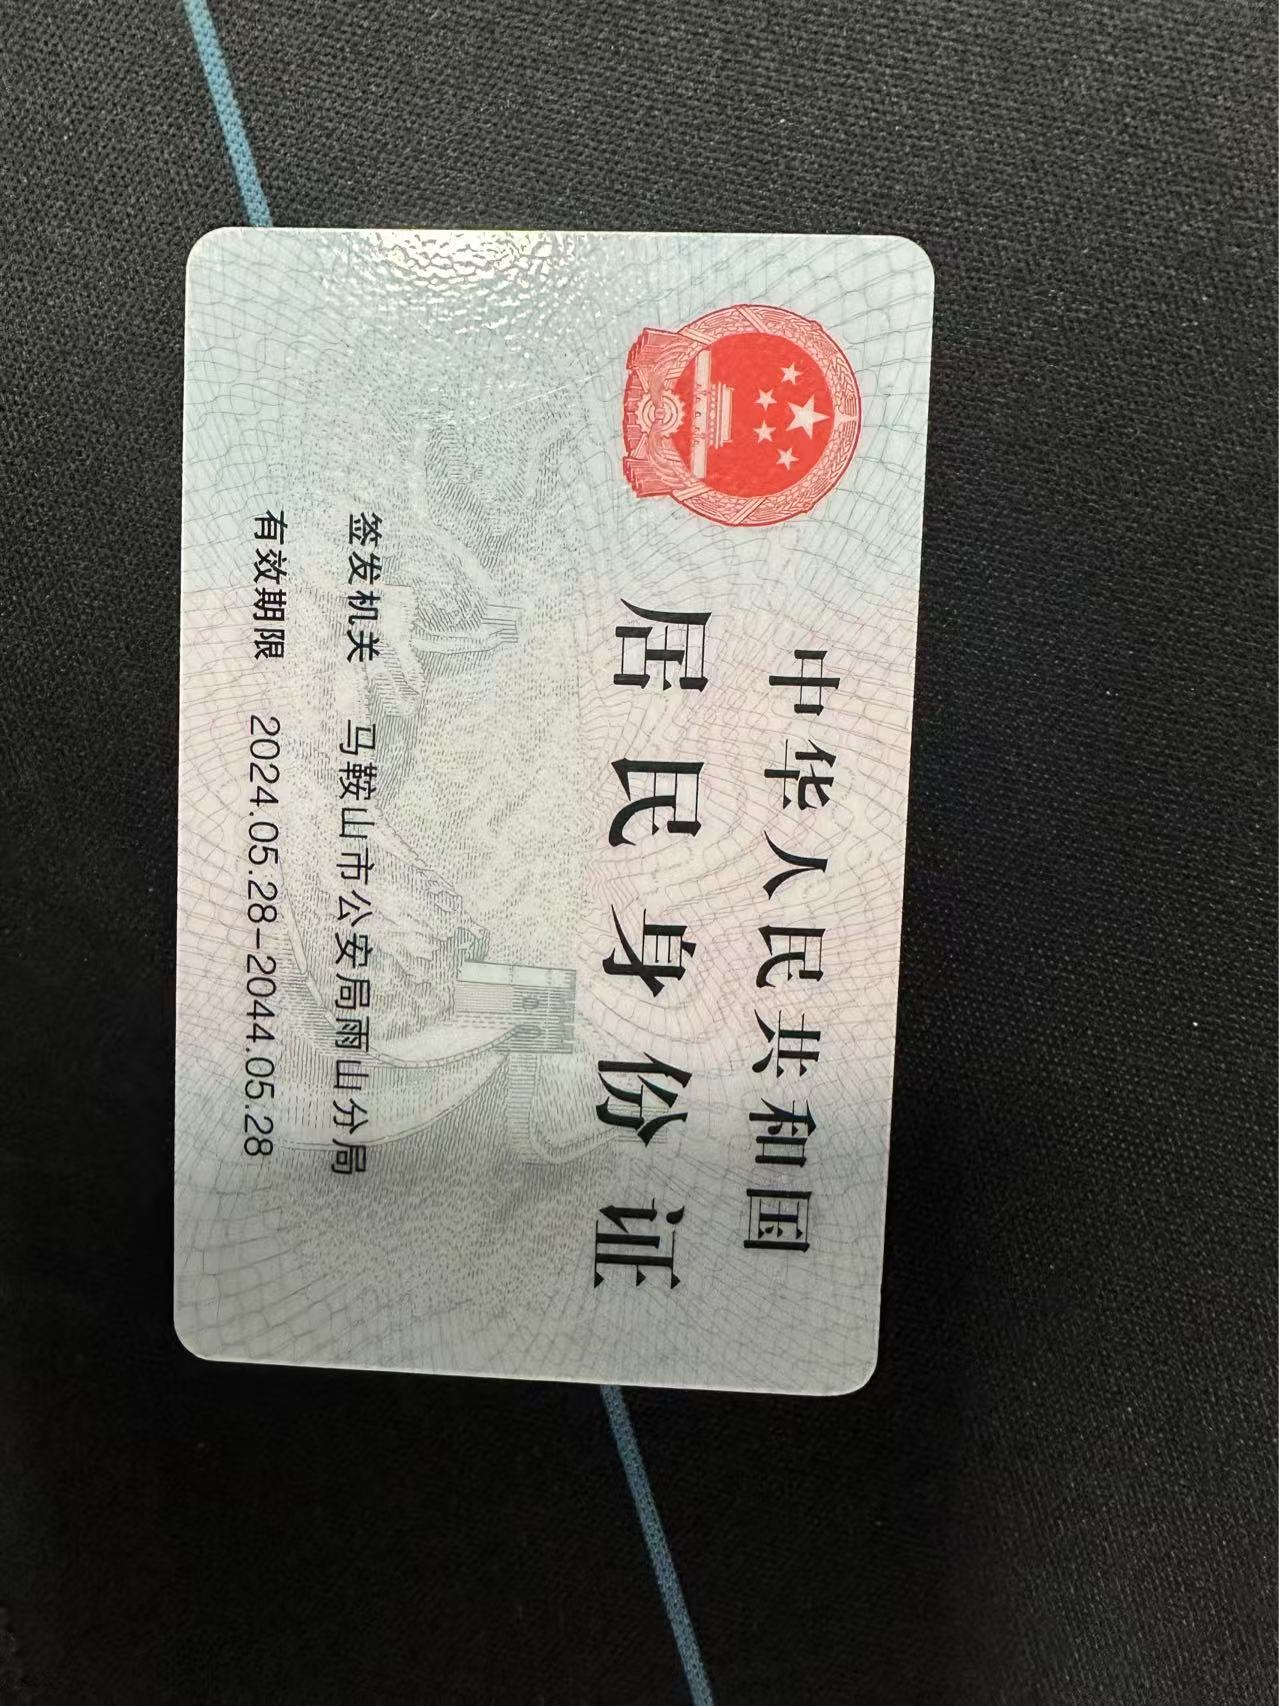 中华人民共和国
居民身份证
签发机关 马鞍山市公安局雨山分局
有效期限 2024.05.28-2044.05.28